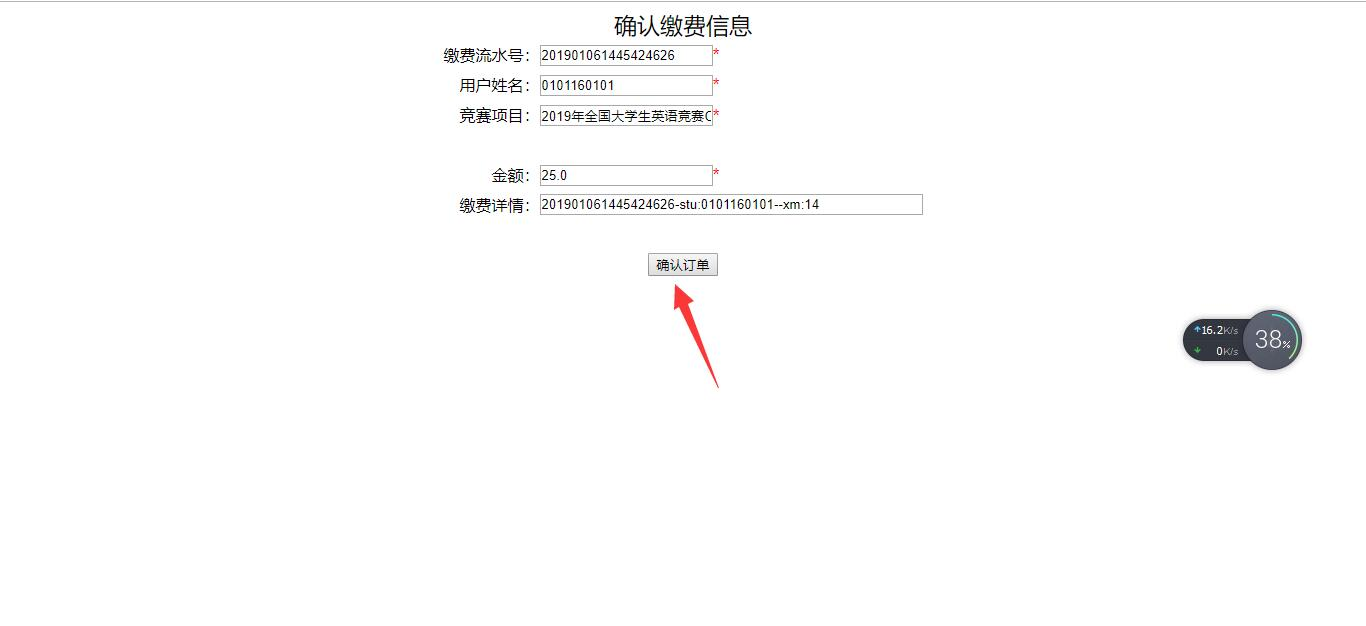 确认缴费信息
缴费流水号： 201901061445424626 *
用户姓名： 0101160101 *
竞赛项目： 2019年全国大学生英语竞赛C *
金额： 25.0 *
缴费详情： 201901061445424626-stu:0101160101--xm:14
确认订单
16.2K/s
38%
0K/s